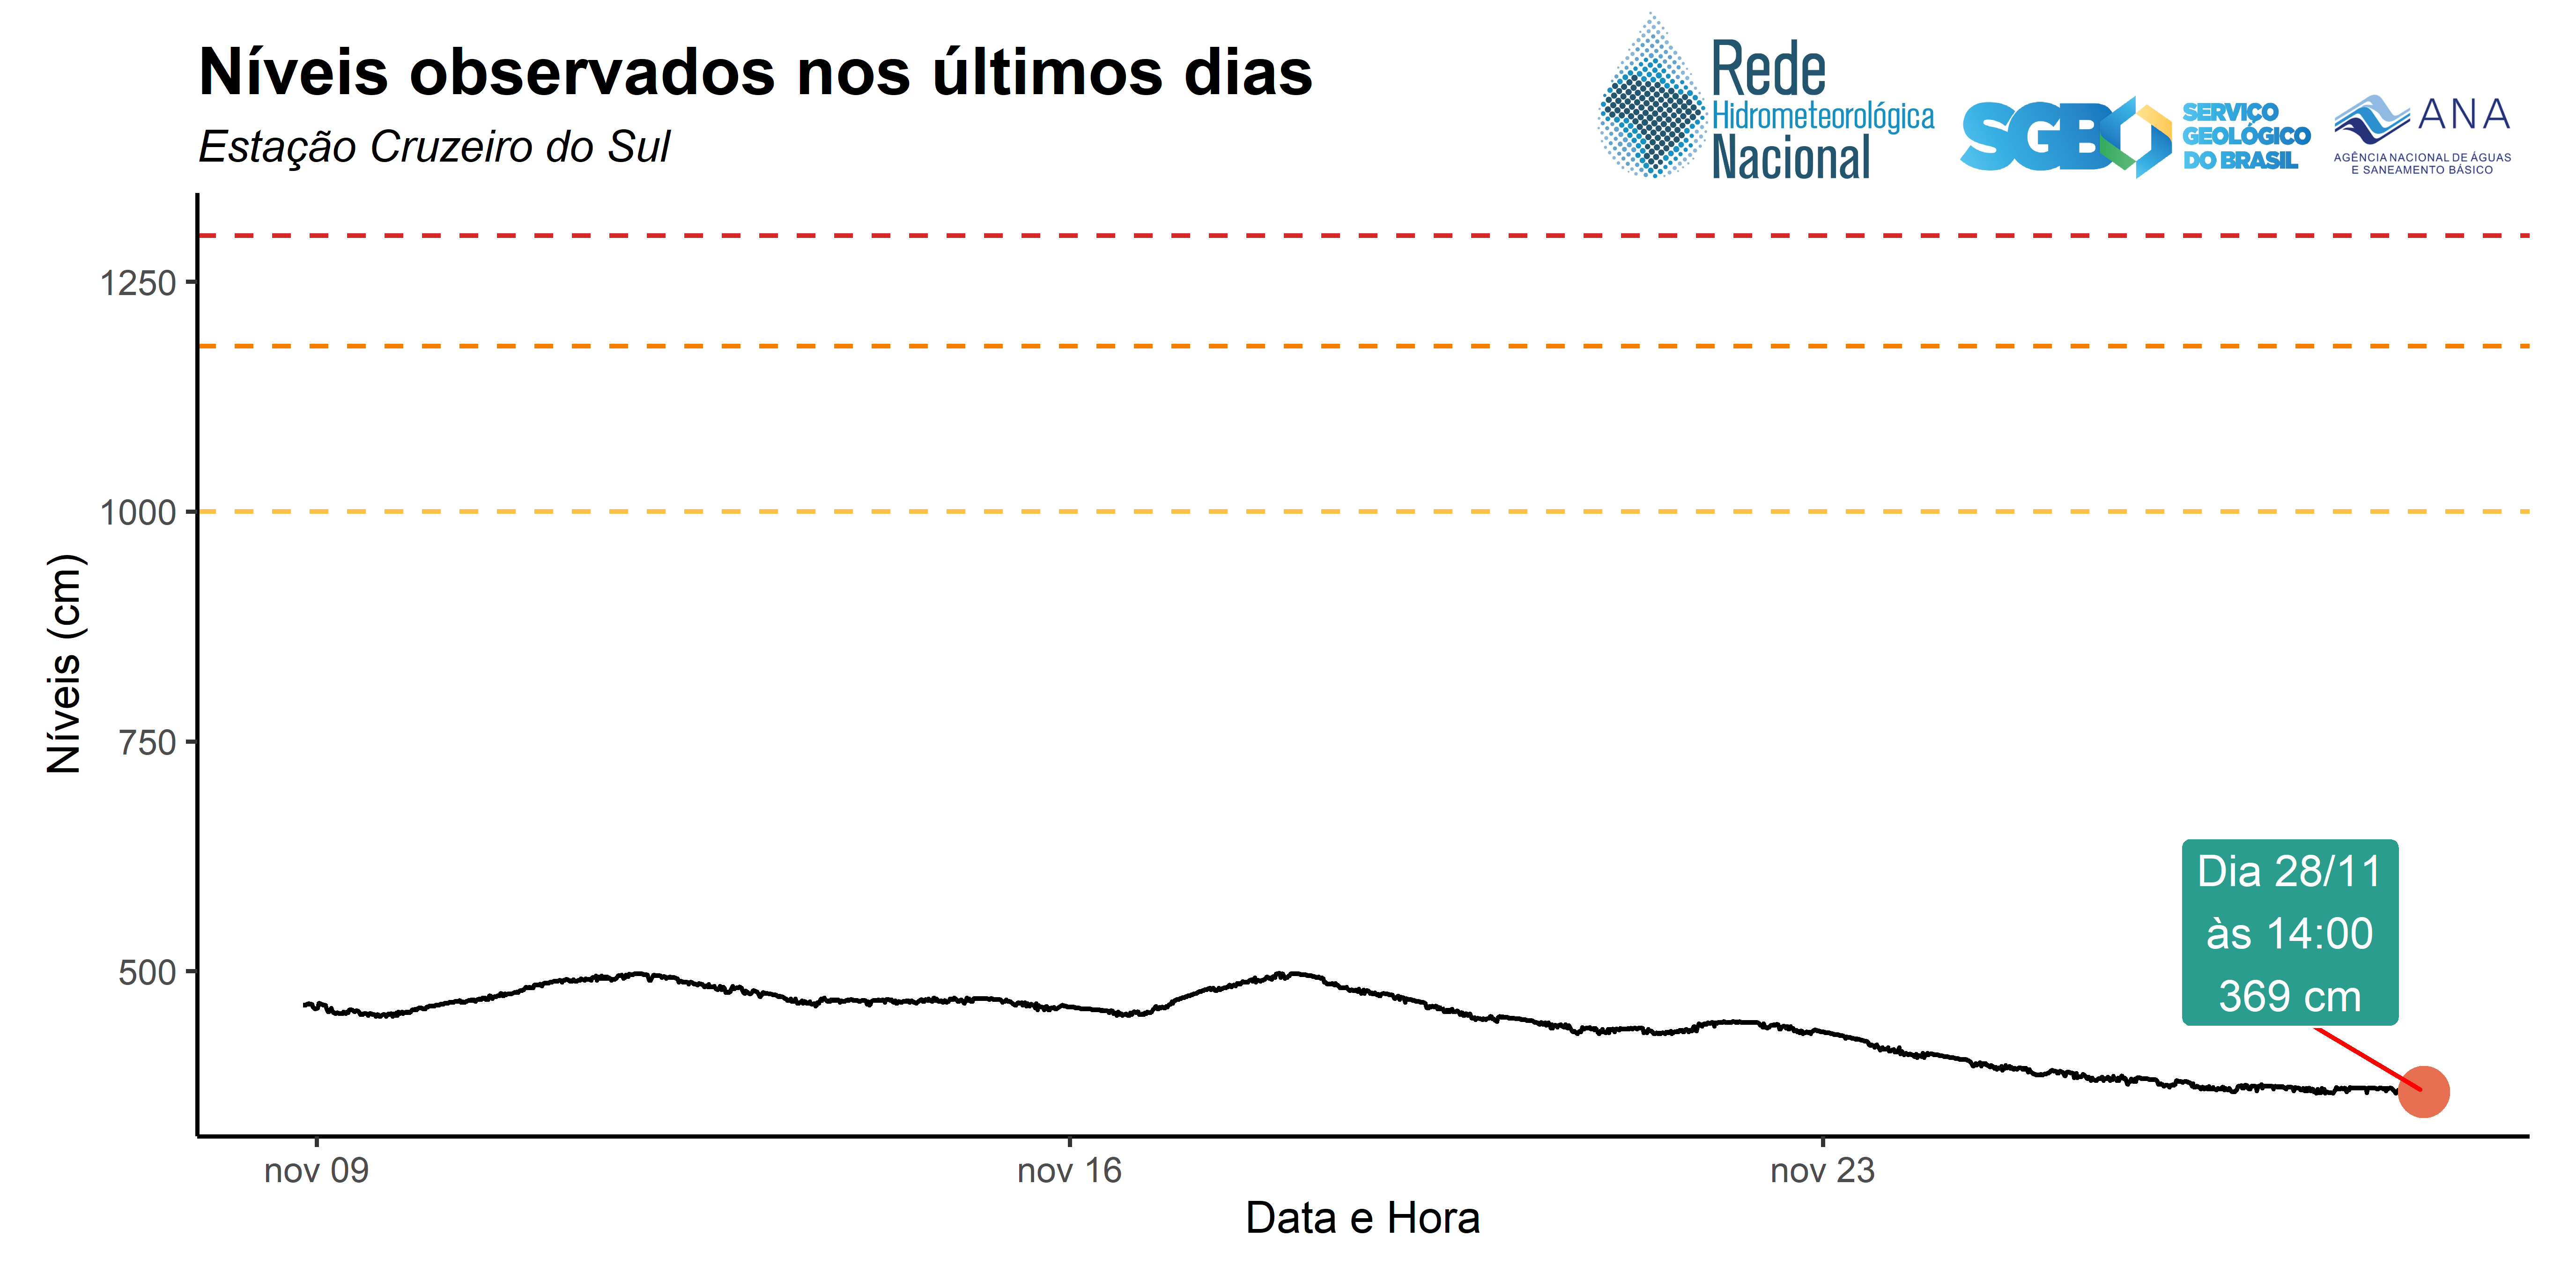 Níveis observados nos últimos dias
Estação Cruzeiro do Sul
Rede
Hidrometeorológica
Nacional
SGB
SERVIÇO
GEOLÓGICO
DO BRASIL
ANA
AGÊNCIA NACIONAL DE ÁGUAS
E SANEAMENTO BÁSICO
Níveis (cm)
1250
1000
750
500
Dia 28/11
às 14:00
369 cm
nov 09
nov 16
nov 23
Data e Hora